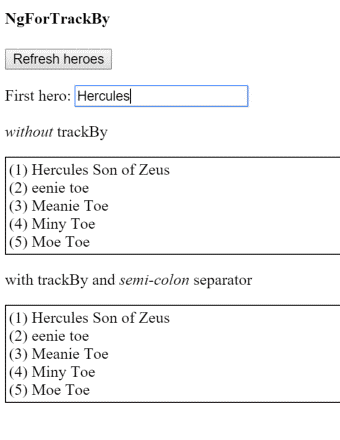 NgForTrackBy
Refresh heroes
First hero: Hercules
without trackBy
(1) Hercules Son of Zeus
(2) eenie toe
(3) Meanie Toe
(4) Miny Toe
(5) Moe Toe
with trackBy and semi-colon separator
(1) Hercules Son of Zeus
(2) eenie toe
(3) Meanie Toe
(4) Miny Toe
(5) Moe Toe